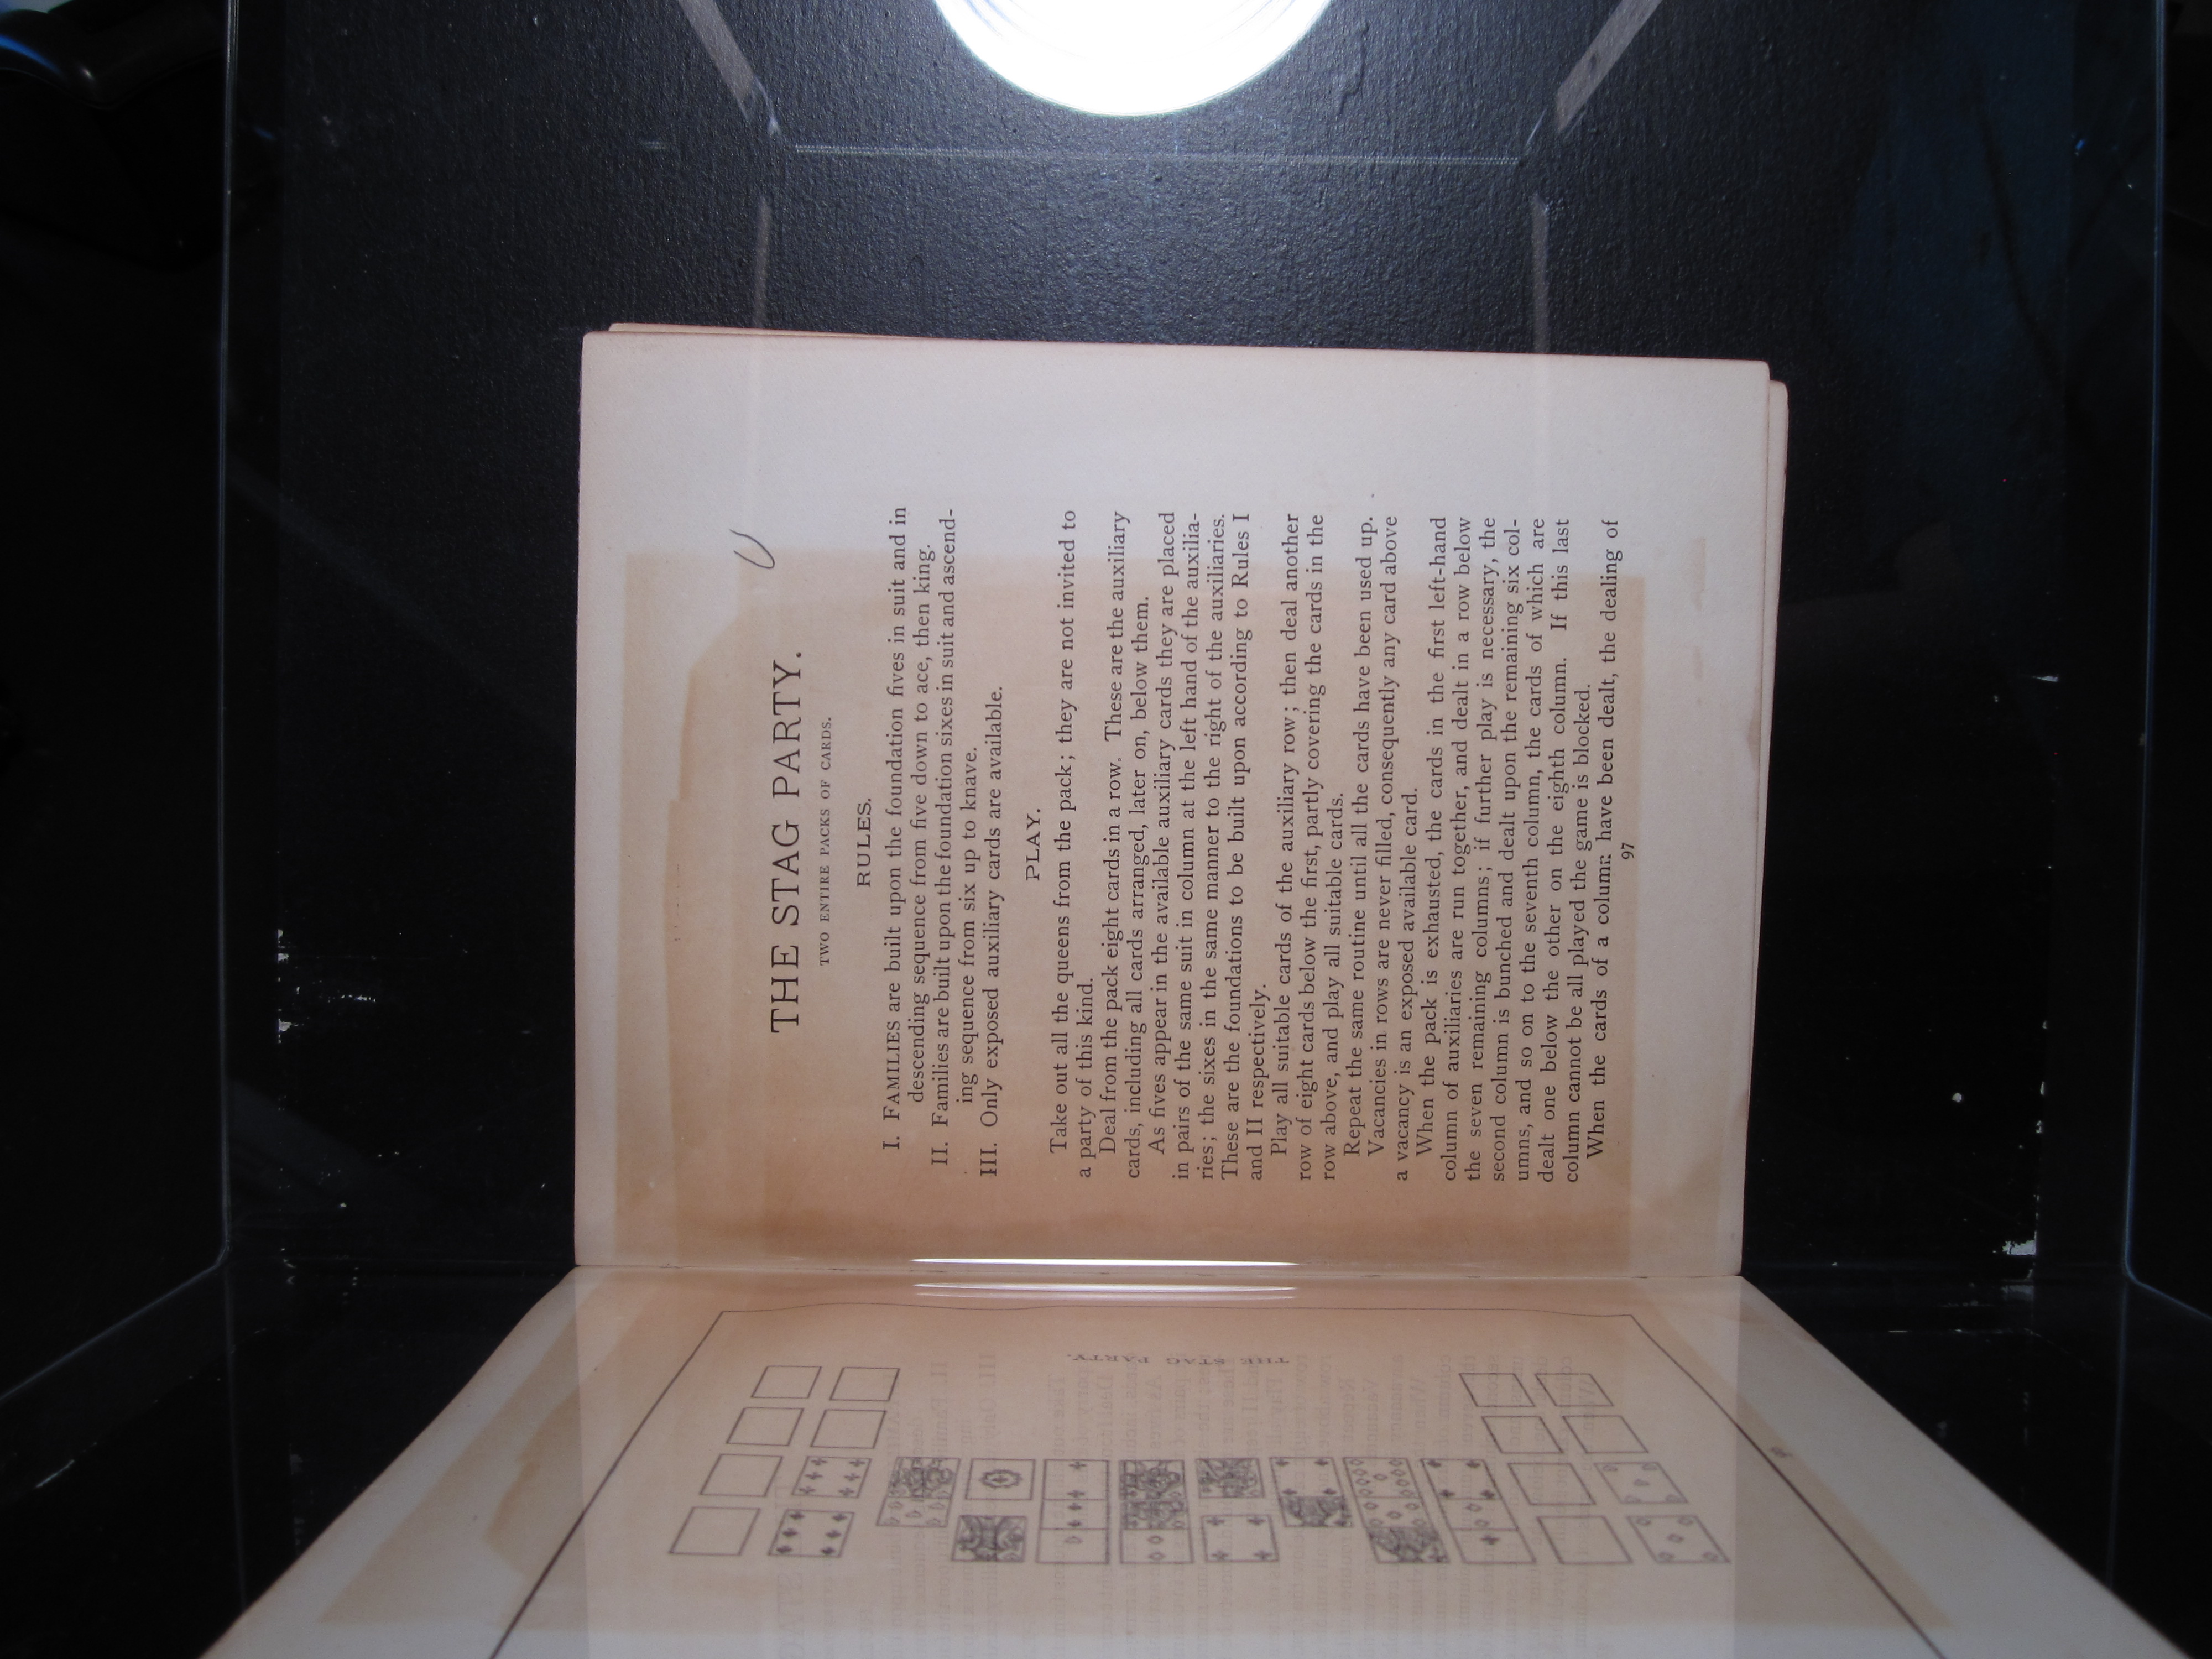 THE STAG PARTY.
TWO ENTIRE PACKS OF CARDS.
RULES.
I. FAMILIES are built upon the foundation fives in suit and in
descending sequence from five down to ace, then king.
II. Families are built upon the foundation sixes in suit and ascend-
ing sequence from six up to knave.
III. Only exposed auxiliary cards are available.
PLAY.
Take out all the queens from the pack; they are not invited to
a party of this kind.
Deal from the pack eight cards in a row. These are the auxiliary
cards, including all cards arranged, later on, below them.
As fives appear in the available auxiliary cards they are placed
in pairs of the same suit in column at the left hand of the auxilia-
ries; the sixes in the same manner to the right of the auxiliaries.
These are the foundations to be built upon according to Rules I
and II respectively.
Play all suitable cards of the auxiliary row; then deal another
row of eight cards below the first, partly covering the cards in the
row above, and play all suitable cards.
Repeat the same routine until all the cards have been used up.
Vacancies in rows are never filled, consequently any card above
a vacancy is an exposed available card.
When the pack is exhausted, the cards in the first left-hand
column of auxiliaries are run together, and dealt in a row below
the seven remaining columns; if further play is necessary, the
second column is bunched and dealt upon the remaining six col-
umns, and so on to the seventh column, the cards of which are
dealt one below the other on the eighth column. If this last
column cannot be all played the game is blocked.
When the cards of a column have been dealt, the dealing of
97
THE STAG PARTY.